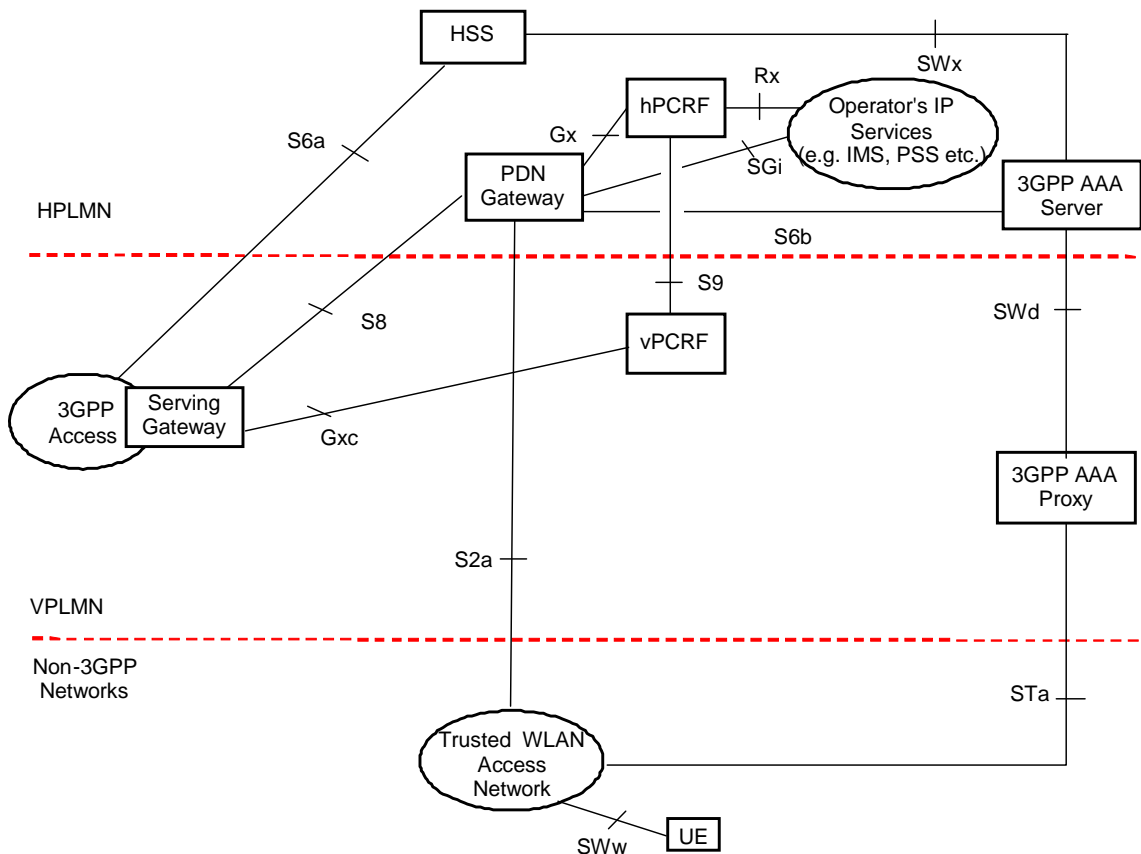 HSS
SWx
Rx
hPCRF
Operator's IP
Services
(e.g. IMS, PSS etc.)
Gx
S6a
SGi
PDN
Gateway
3GPP AAA
Server
HPLMN
S6b
S9
SWd
S8
vPCRF
3GPP
Access
Serving
Gateway
Gxc
3GPP AAA
Proxy
S2a
VPLMN
Non-3GPP
Networks
STa
Trusted WLAN
Access
Network
SWw
UE